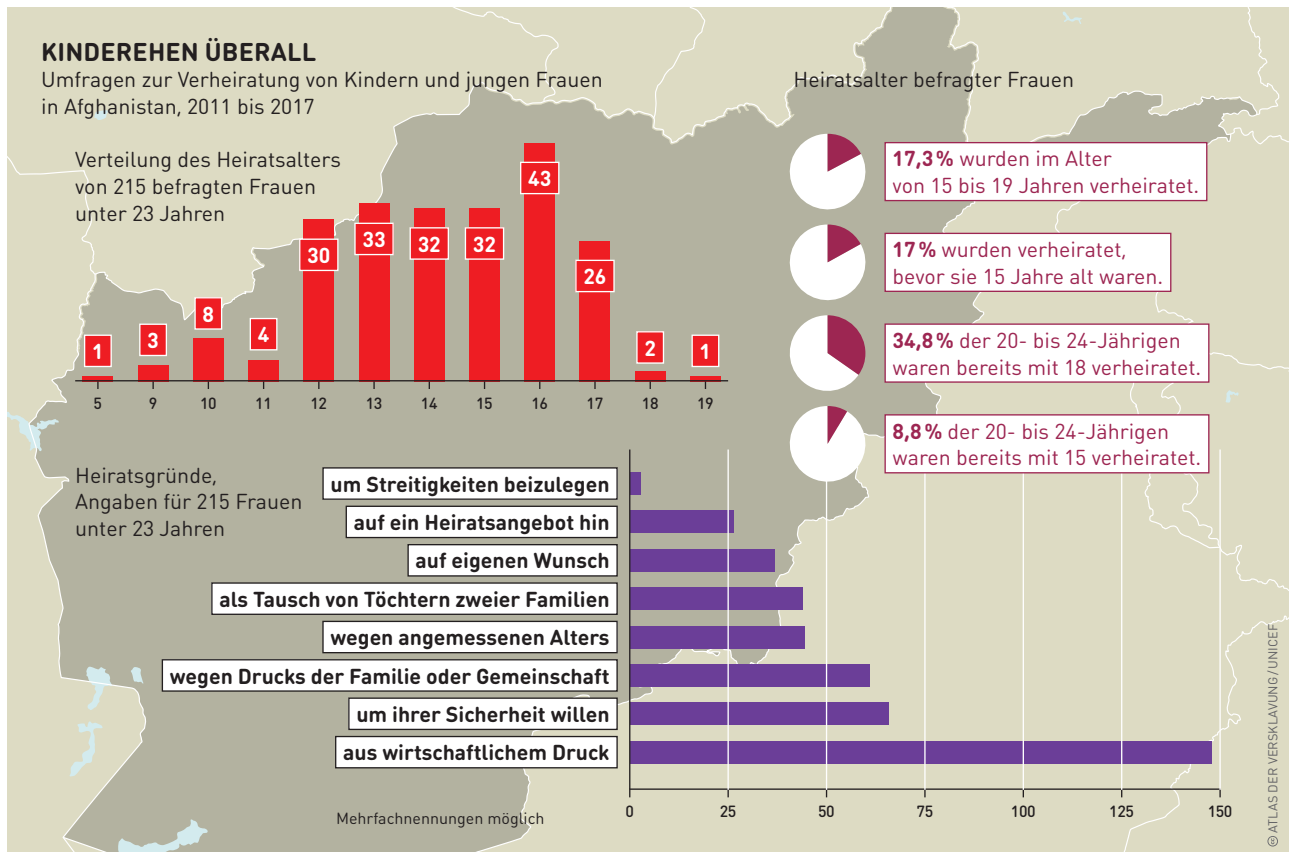 KINDEREHEN ÜBERALL
Umfragen zur Verheiratung von Kindern und jungen Frauen
in Afghanistan, 2011 bis 2017
Verteilung des Heiratsalters
von 215 befragten Frauen
unter 23 Jahren
1
3
8
4
30
33
32
32
43
26
2
1
5
9
10
11
12
13
14
15
16
17
18
19
Heiratsalter befragter Frauen
17,3 % wurden im Alter
von 15 bis 19 Jahren verheiratet.
17 % wurden verheiratet,
bevor sie 15 Jahre alt waren.
34,8 % der 20- bis 24-Jährigen
waren bereits mit 18 verheiratet.
8,8 % der 20- bis 24-Jährigen
waren bereits mit 15 verheiratet.
Heiratsgründe,
Angaben für 215 Frauen
unter 23 Jahren
um Streitigkeiten beizulegen
auf ein Heiratsangebot hin
auf eigenen Wunsch
als Tausch von Töchtern zweier Familien
wegen angemessenen Alters
wegen Drucks der Familie oder Gemeinschaft
um ihrer Sicherheit willen
aus wirtschaftlichem Druck
0
25
50
75
100
125
150
Mehrfachnennungen möglich
© ATLAS DER VERSKLAVUNG / UNICEF